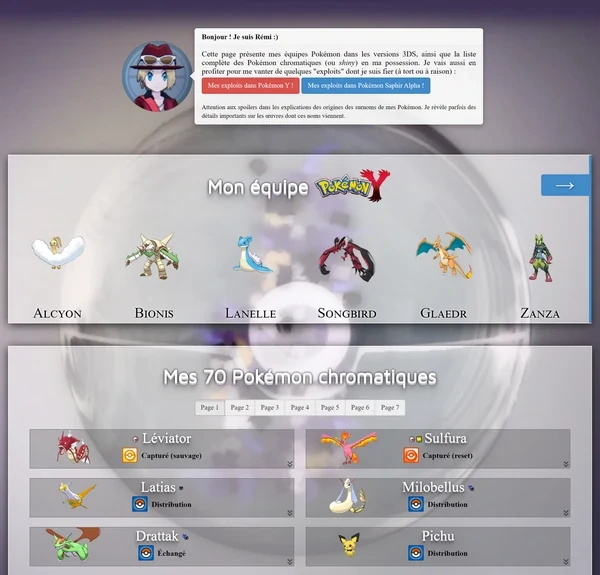 Bonjour ! Je suis Rémi :)
Cette page présente mes équipes Pokémon dans les versions 3DS, ainsi que la liste
complète des Pokémon chromatiques (ou shiny) en ma possession. Je vais aussi en
profiter pour me vanter de quelques "exploits" dont je suis fier (à tort ou à raison) :
Mes exploits dans Pokémon Y ! Mes exploits dans Pokémon Saphir Alpha !
Attention aux spoilers dans les explications des origines des surnoms de mes Pokémon. Je révèle parfois des
détails importants sur les œuvres dont ces noms viennent.
Mon équipe Pokémon Y
→
Alcyon Bionis Lanelle Songbird Glaedr Zanza
Mes 70 Pokémon chromatiques
Page 1 Page 2 Page 3 Page 4 Page 5 Page 6 Page 7
Léviator
Capturé (sauvage)
Sulfura
Capturé (reset)
Latias
Distribution
Milobellus
Distribution
Drattak
Échangé
Pichu
Distribution